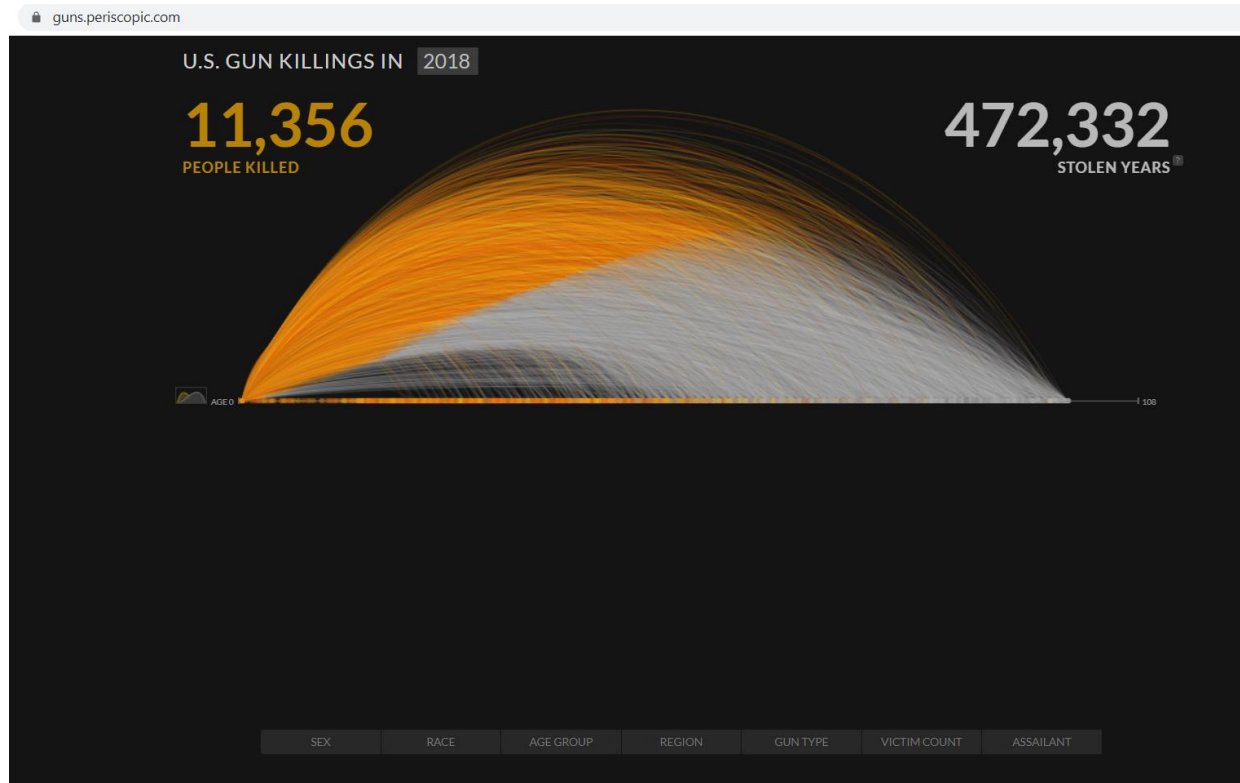 guns.periscopic.com
U.S. GUN KILLINGS IN 2018
11,356
PEOPLE KILLED
472,332
STOLEN YEARS ?
AGE 0
108
SEX RACE AGE GROUP REGION GUN TYPE VICTIM COUNT ASSAILANT